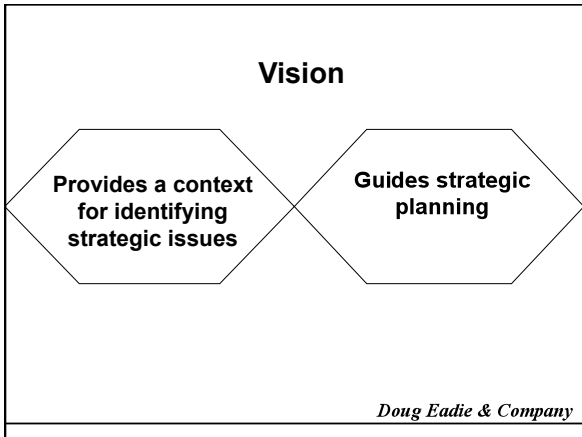 Vision
Provides a context
for identifying
strategic issues
Guides strategic
planning
Doug Eadie & Company